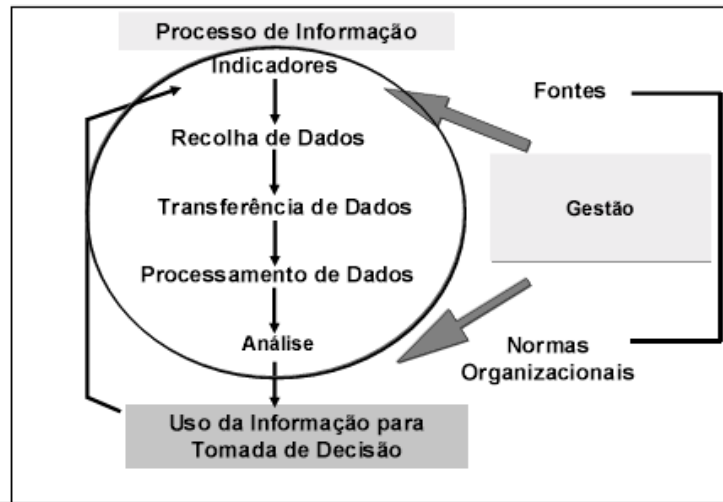 Processo de Informação
Indicadores
Recolha de Dados
Transferência de Dados
Processamento de Dados
Análise
Uso da Informação para
Tomada de Decisão
Fontes
Gestão
Normas
Organizacionais